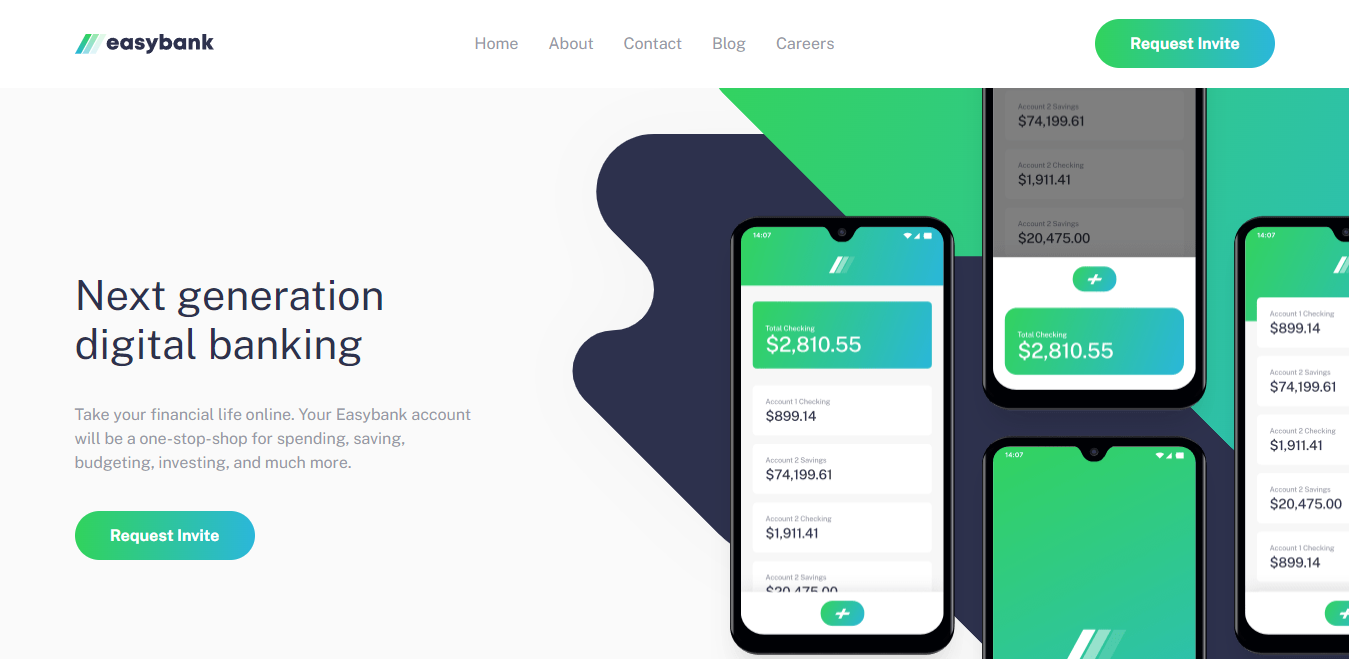 easybank
Home
About
Contact
Blog
Careers
Request Invite
Next generation
digital banking
Take your financial life online. Your Easybank account
will be a one-stop-shop for spending, saving,
budgeting, investing, and much more.
Request Invite
14:07
Total Checking
$2,810.55
Account 1 Checking
$899.14
Account 2 Savings
$74,199.61
Account 2 Checking
$1,911.41
Account 2 Savings
$20,475.00
Account 2 Savings
$74,199.61
Account 2 Checking
$1,911.41
Account 2 Savings
$20,475.00
Total Checking
$2,810.55
14:07
14:07
Account 1 Checking
$899.14
Account 2 Savings
$74,199.61
Account 2 Checking
$1,911.41
Account 2 Savings
$20,475.00
Account 1 Checking
$899.14